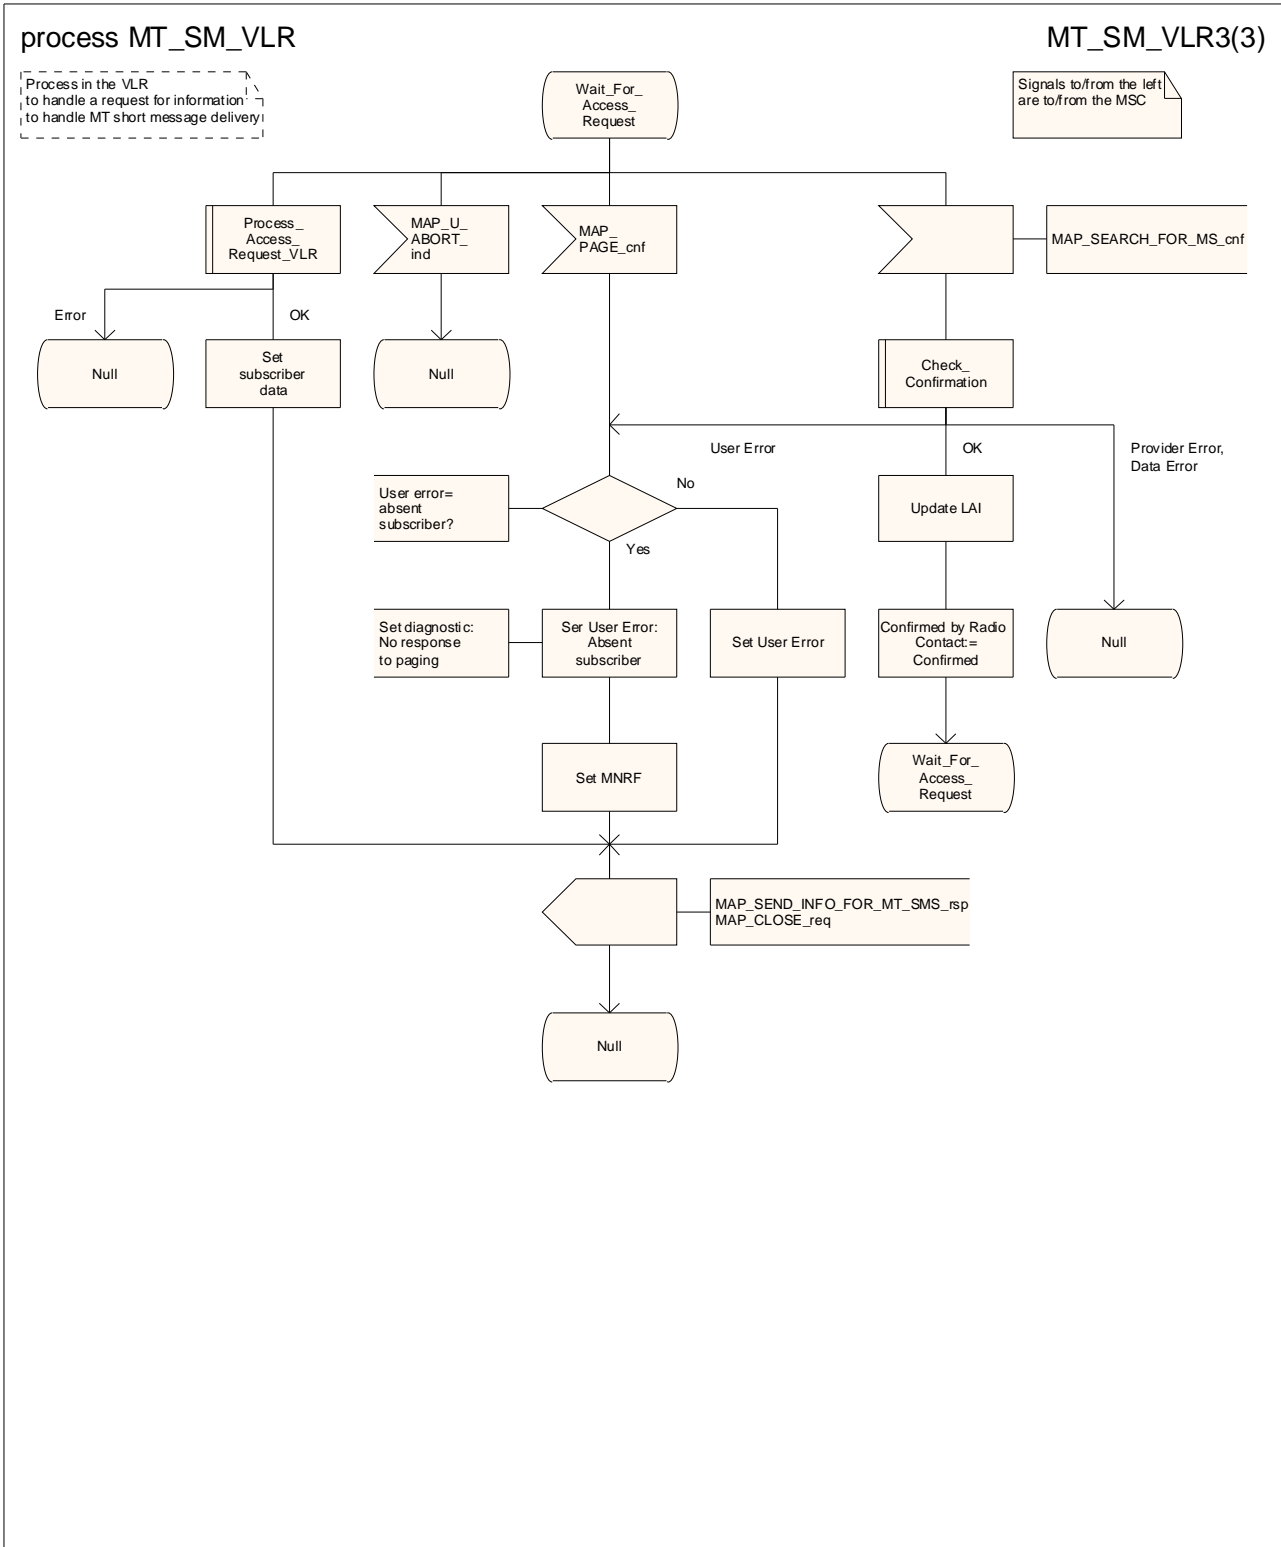 process MT_SM_VLR
MT_SM_VLR3(3)
Process in the VLR
to handle a request for information
to handle MT short message delivery
Wait_For_
Access_
Request
Signals to/from the left
are to/from the MSC
Process_
Access_
Request_VLR
MAP_U_
ABORT_
ind
MAP_
PAGE_cnf
MAP_SEARCH_FOR_MS_cnf
Error
OK
Null
Set
subscriber
data
Null
Check_
Confirmation
User Error
OK
Provider Error,
Data Error
User error=
absent
subscriber?
No
Yes
Update LAI
Set diagnostic:
No response
to paging
Ser User Error:
Absent
subscriber
Set User Error
Confirmed by Radio
Contact:=
Confirmed
Null
Set MNRF
Wait_For_
Access_
Request
MAP_SEND_INFO_FOR_MT_SMS_rsp
MAP_CLOSE_req
Null